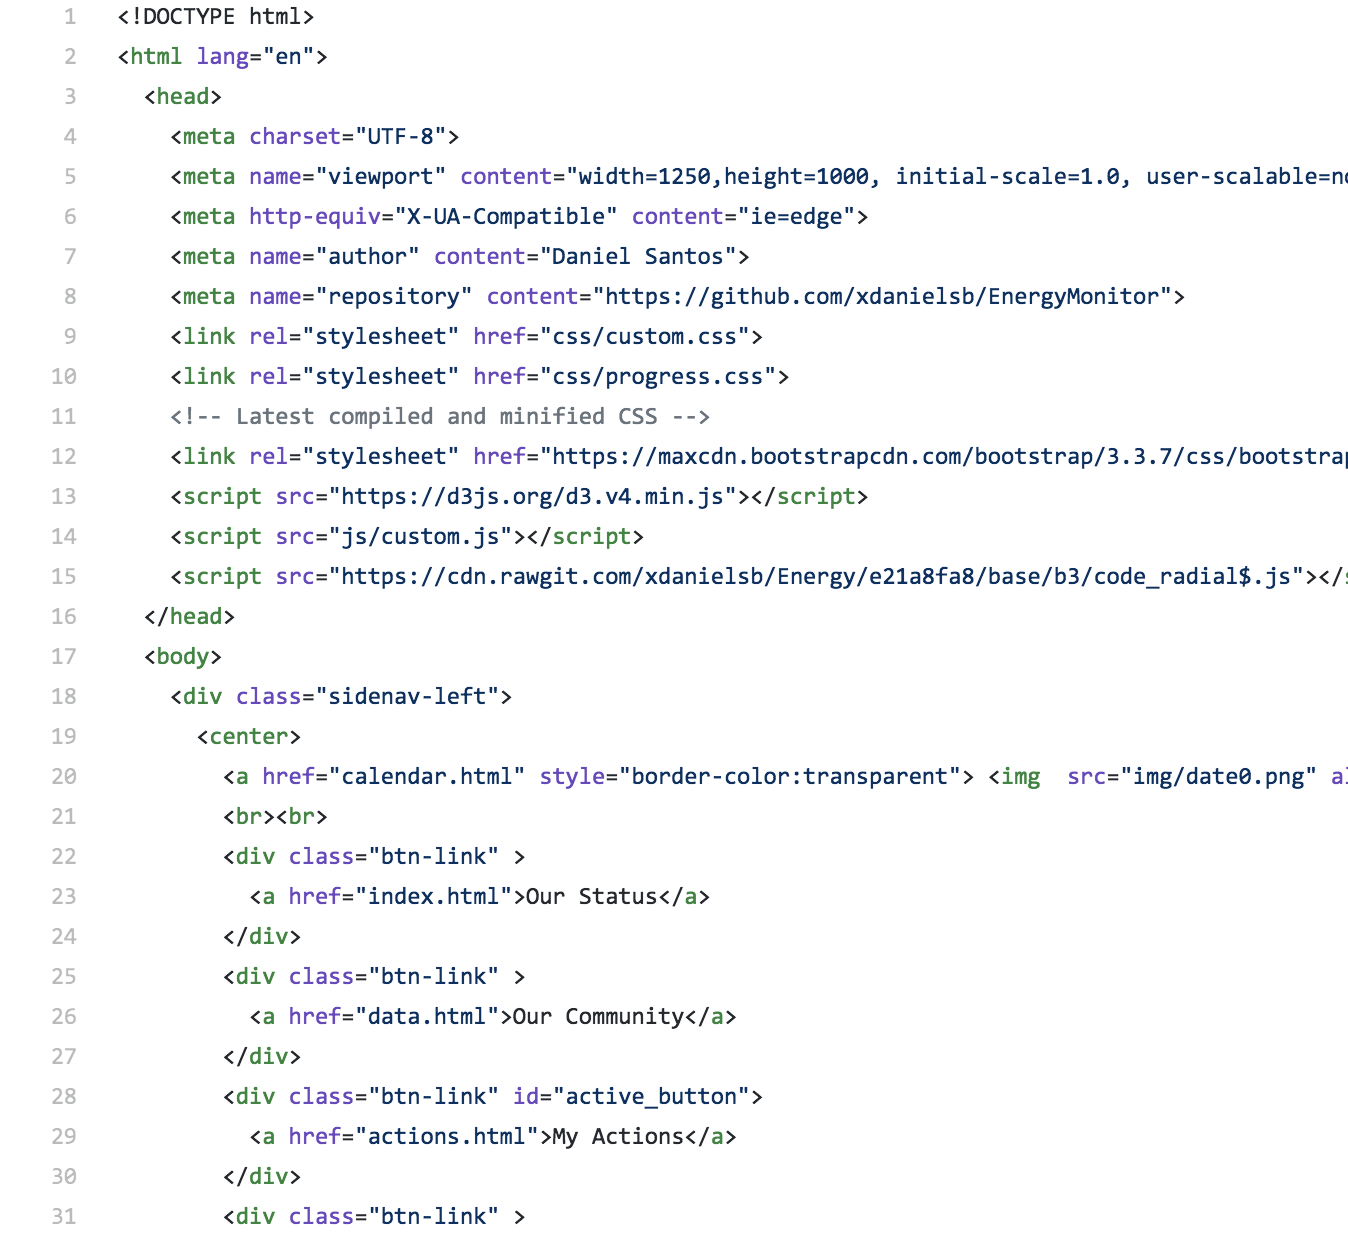 1 <!DOCTYPE html>
2 <html lang="en">
3 <head>
4 <meta charset="UTF-8">
5 <meta name="viewport" content="width=1250,height=1000, initial-scale=1.0, user-scalable=no
6 <meta http-equiv="X-UA-Compatible" content="ie=edge">
7 <meta name="author" content="Daniel Santos">
8 <meta name="repository" content="https://github.com/xdanielsb/EnergyMonitor">
9 <link rel="stylesheet" href="css/custom.css">
10 <link rel="stylesheet" href="css/progress.css">
11 <!-- Latest compiled and minified CSS -->
12 <link rel="stylesheet" href="https://maxcdn.bootstrapcdn.com/bootstrap/3.3.7/css/bootstrap
13 <script src="https://d3js.org/d3.v4.min.js"></script>
14 <script src="js/custom.js"></script>
15 <script src="https://cdn.rawgit.com/xdanielsb/Energy/e21a8fa8/base/b3/code_radial$.js"></s
16 </head>
17 <body>
18 <div class="sidenav-left">
19 <center>
20 <a href="calendar.html" style="border-color:transparent"> <img  src="img/date0.png" al
21 <br><br>
22 <div class="btn-link" >
23 <a href="index.html">Our Status</a>
24 </div>
25 <div class="btn-link" >
26 <a href="data.html">Our Community</a>
27 </div>
28 <div class="btn-link" id="active_button">
29 <a href="actions.html">My Actions</a>
30 </div>
31 <div class="btn-link" >